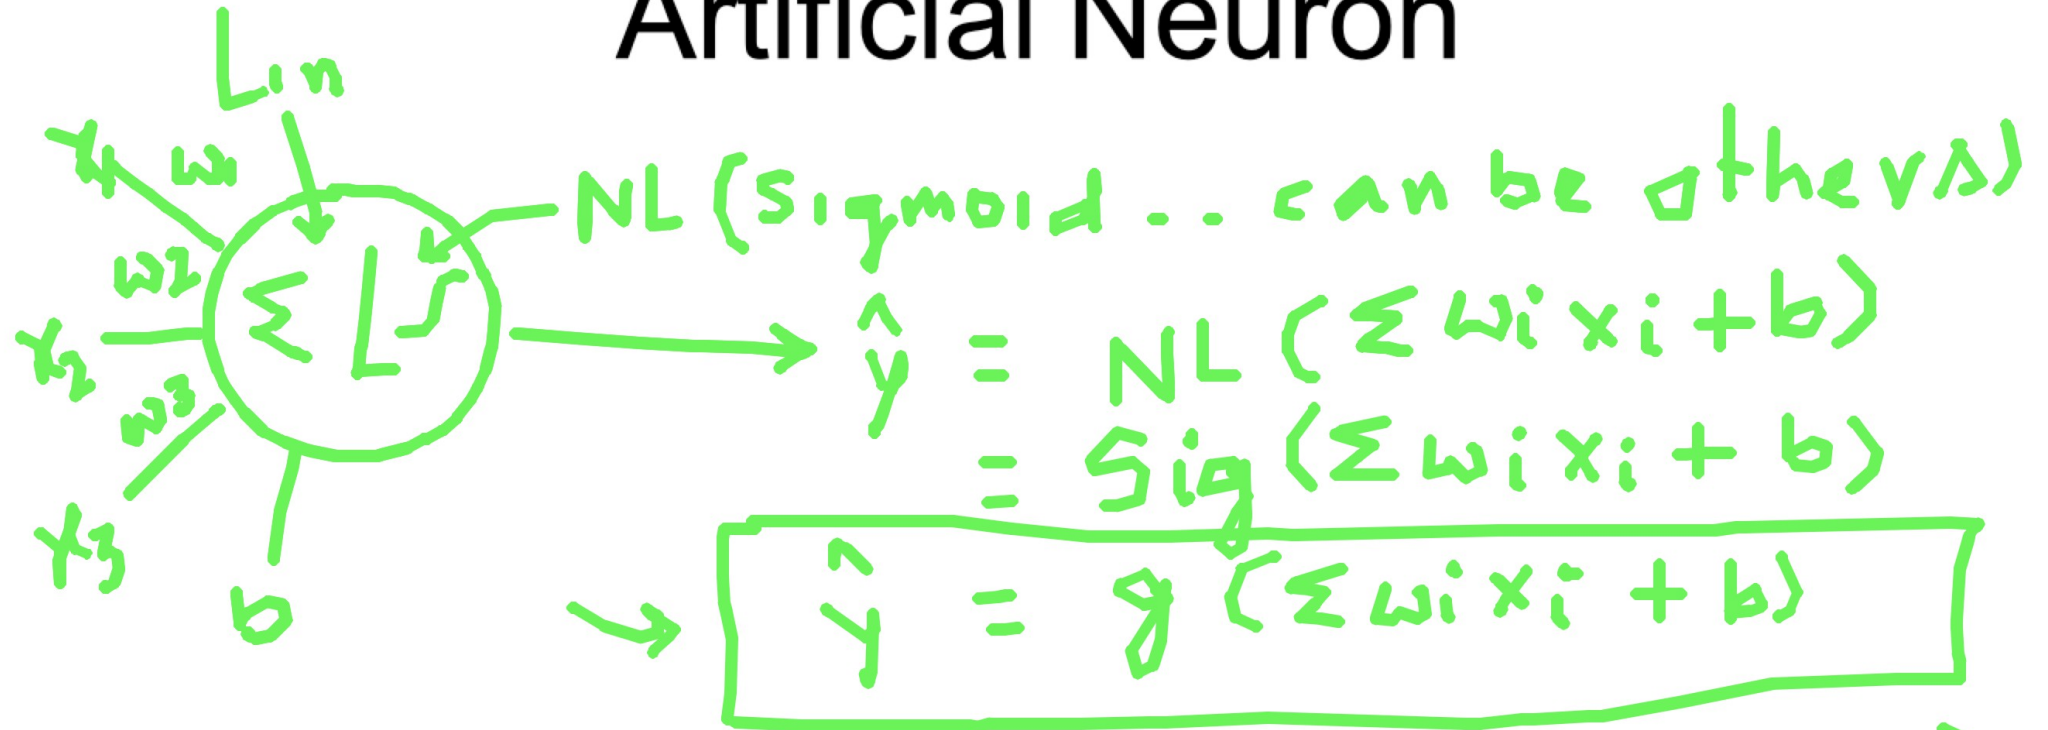 Artificial Neuron
Lin
x1 w1
NL (Sigmoid .. can be others)
w2
Σ L
x2
ŷ = NL (Σ wi xi + b)
w3
= Sig (Σ wi xi + b)
x3
b
ŷ = g (Σ wi xi + b)